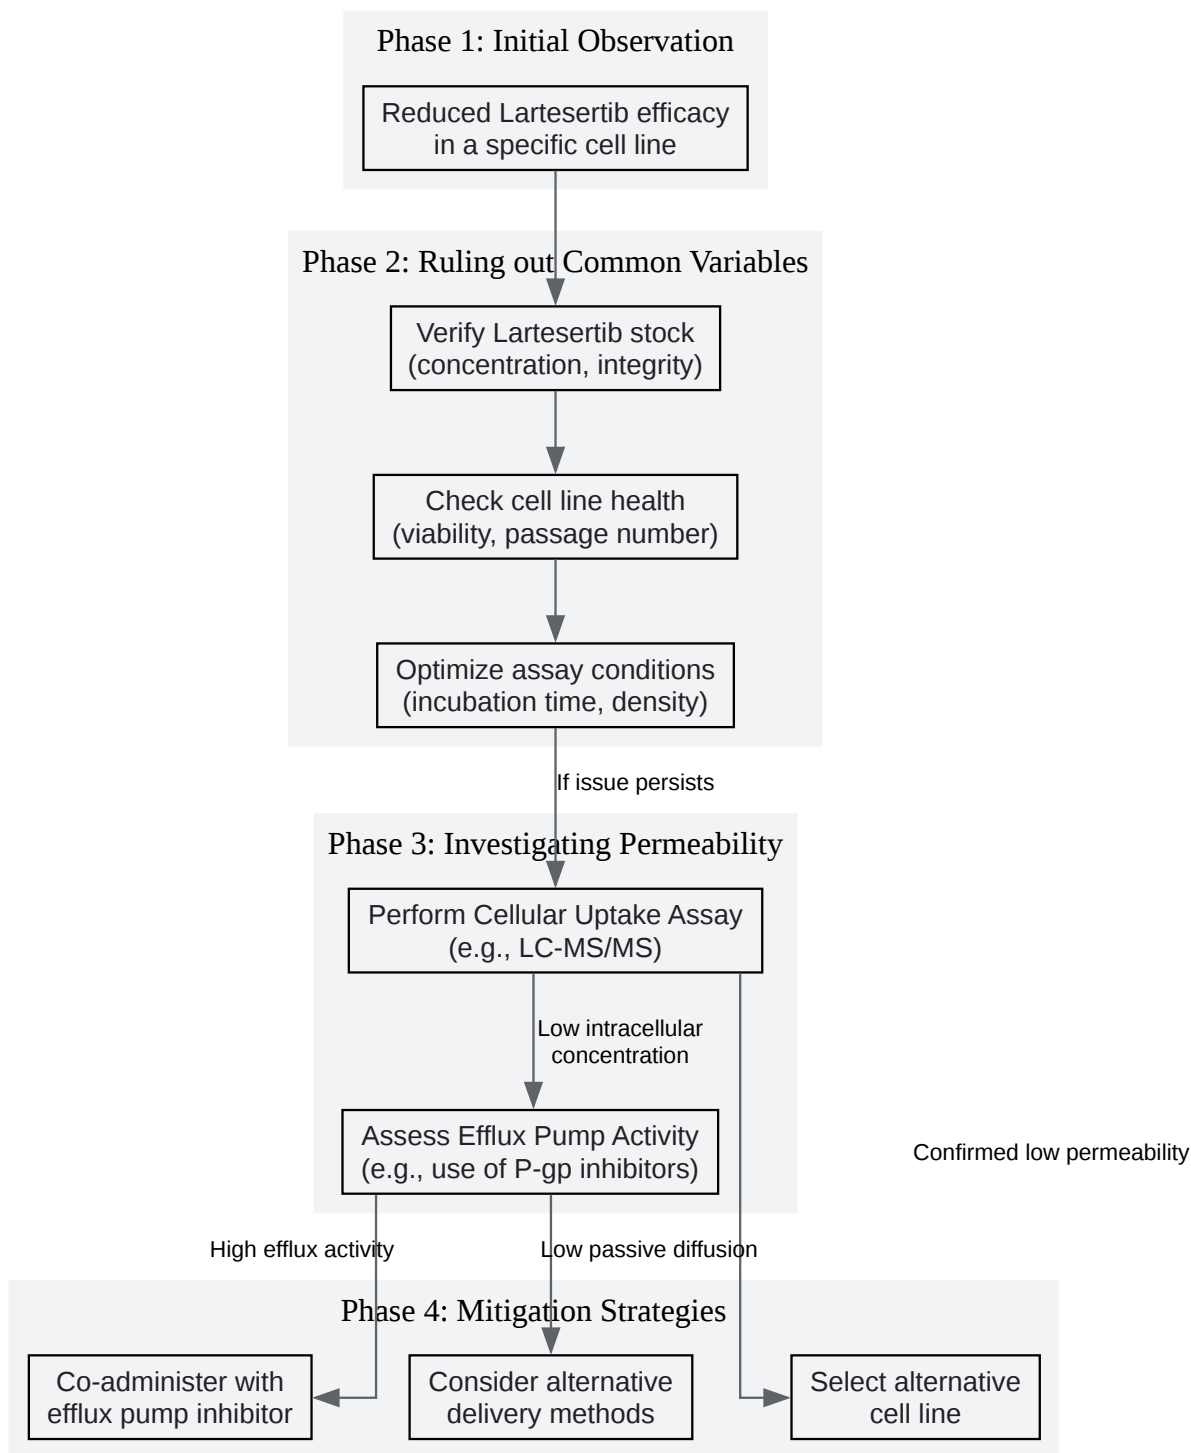 Phase 1: Initial Observation
Reduced Lartesertib efficacy
in a specific cell line
Phase 2: Ruling out Common Variables
Verify Lartesertib stock
(concentration, integrity)
Check cell line health
(viability, passage number)
Optimize assay conditions
(incubation time, density)
If issue persists
Phase 3: Investigating Permeability
Perform Cellular Uptake Assay
(e.g., LC-MS/MS)
Low intracellular
concentration
Assess Efflux Pump Activity
(e.g., use of P-gp inhibitors)
Confirmed low permeability
High efflux activity
Low passive diffusion
Phase 4: Mitigation Strategies
Co-administer with
efflux pump inhibitor
Consider alternative
delivery methods
Select alternative
cell line